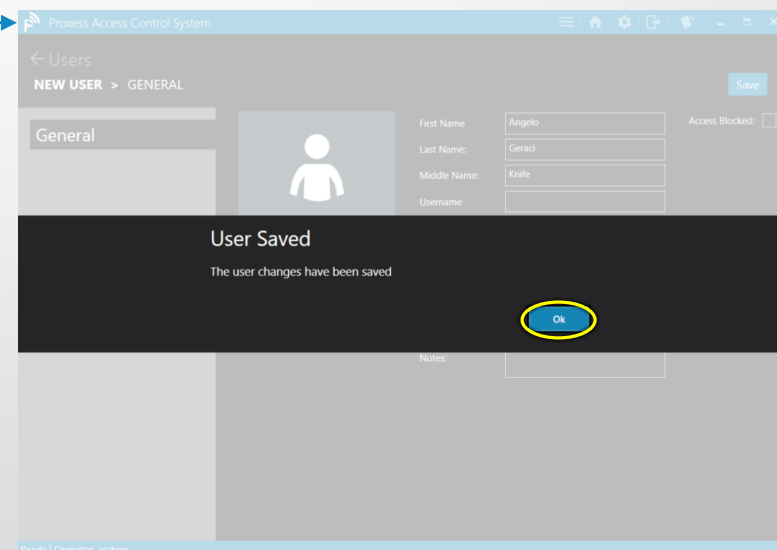 Proxess Access Control System
Users
NEW USER > GENERAL
Save
General
First Name
Angelo
Access Blocked:
Last Name:
Geraci
Middle Name:
Knife
Username
User Saved
The user changes have been saved
Ok
Notes:
Ready